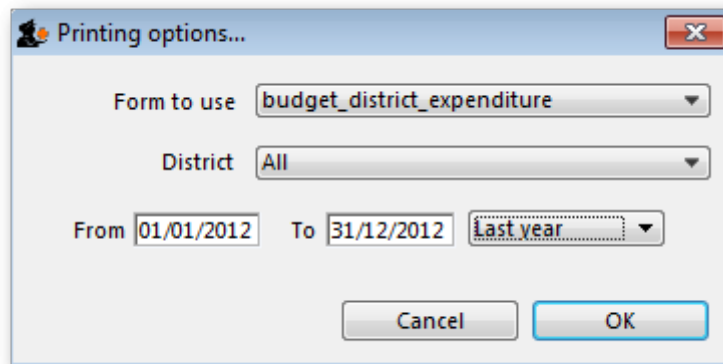 Printing options...
Form to use budget_district_expenditure
District All
From 01/01/2012 To 31/12/2012 Last year
Cancel OK